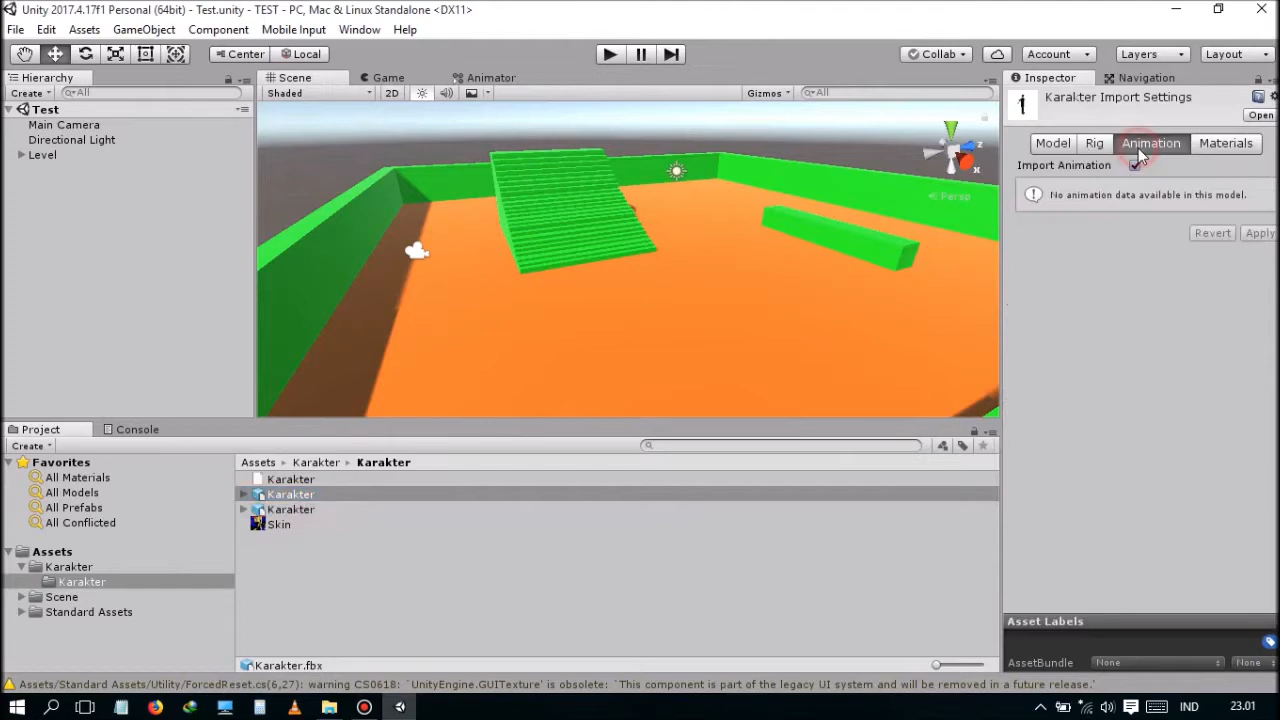 Unity 2017.4.17f1 Personal (64bit) - Test.unity - TEST - PC, Mac & Linux Standalone <DX11>
File Edit Assets GameObject Component Mobile Input Window Help
Center Local Collab Account Layers Layout
Hierarchy Scene Game Animator Inspector Navigation
Create All Shaded 2D Gizmos All
Karakter Import Settings
Open
Test
Main Camera
Directional Light
Level
Model Rig Animation Materials
Import Animation
No animation data available in this model.
Revert Apply
y
z
x
Persp
Project Console
Create
Favorites
All Materials
All Models
All Prefabs
All Conflicted
Assets
Karakter
Karakter
Scene
Standard Assets
Assets Karakter Karakter
Karakter
Karakter
Karakter
Skin
Karakter.fbx
Asset Labels
AssetBundle None None
Assets/Standard Assets/Utility/ForcedReset.cs(6,27): warning CS0618: `UnityEngine.GUITexture' is obsolete: `This component is part of the legacy UI system and will be removed in a future release.'
IND 23.01